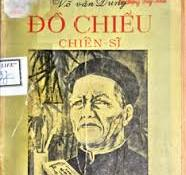 Võ văn Dung
ĐỒ CHIỂU
CHIẾN-SĨ